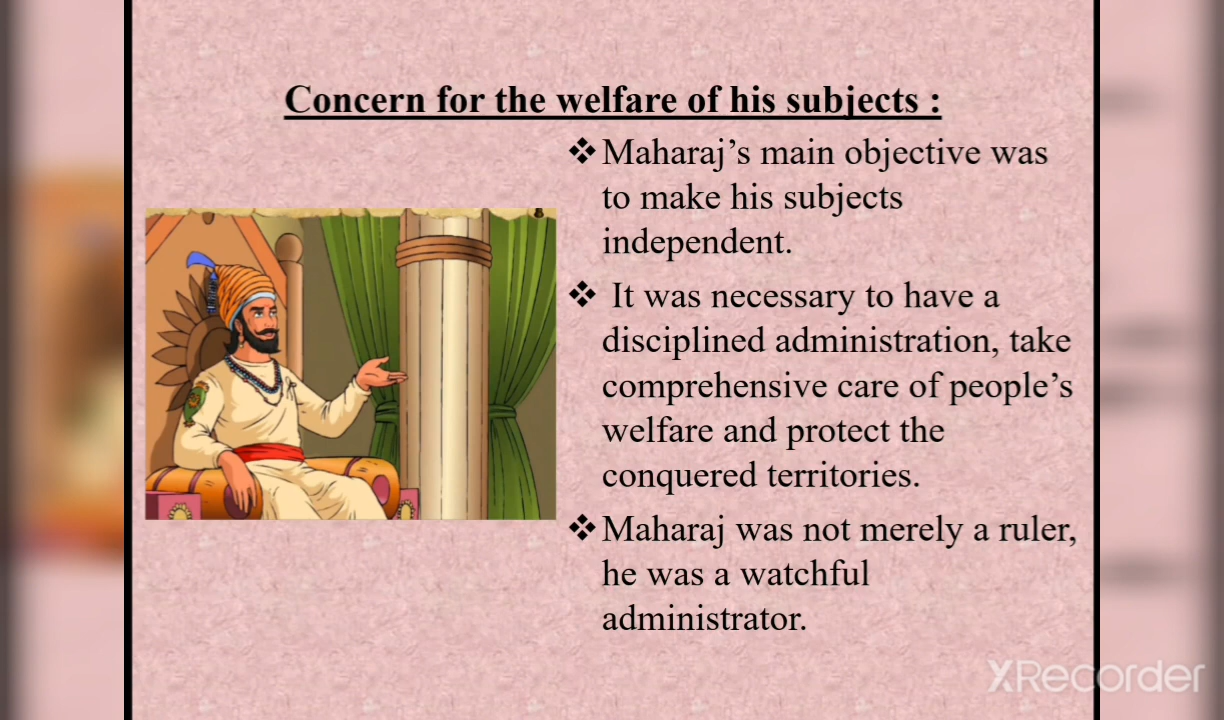 Concern for the welfare of his subjects :
❖ Maharaj’s main objective was
to make his subjects
independent.
❖ It was necessary to have a
disciplined administration, take
comprehensive care of people’s
welfare and protect the
conquered territories.
❖ Maharaj was not merely a ruler,
he was a watchful
administrator.
XRecorder